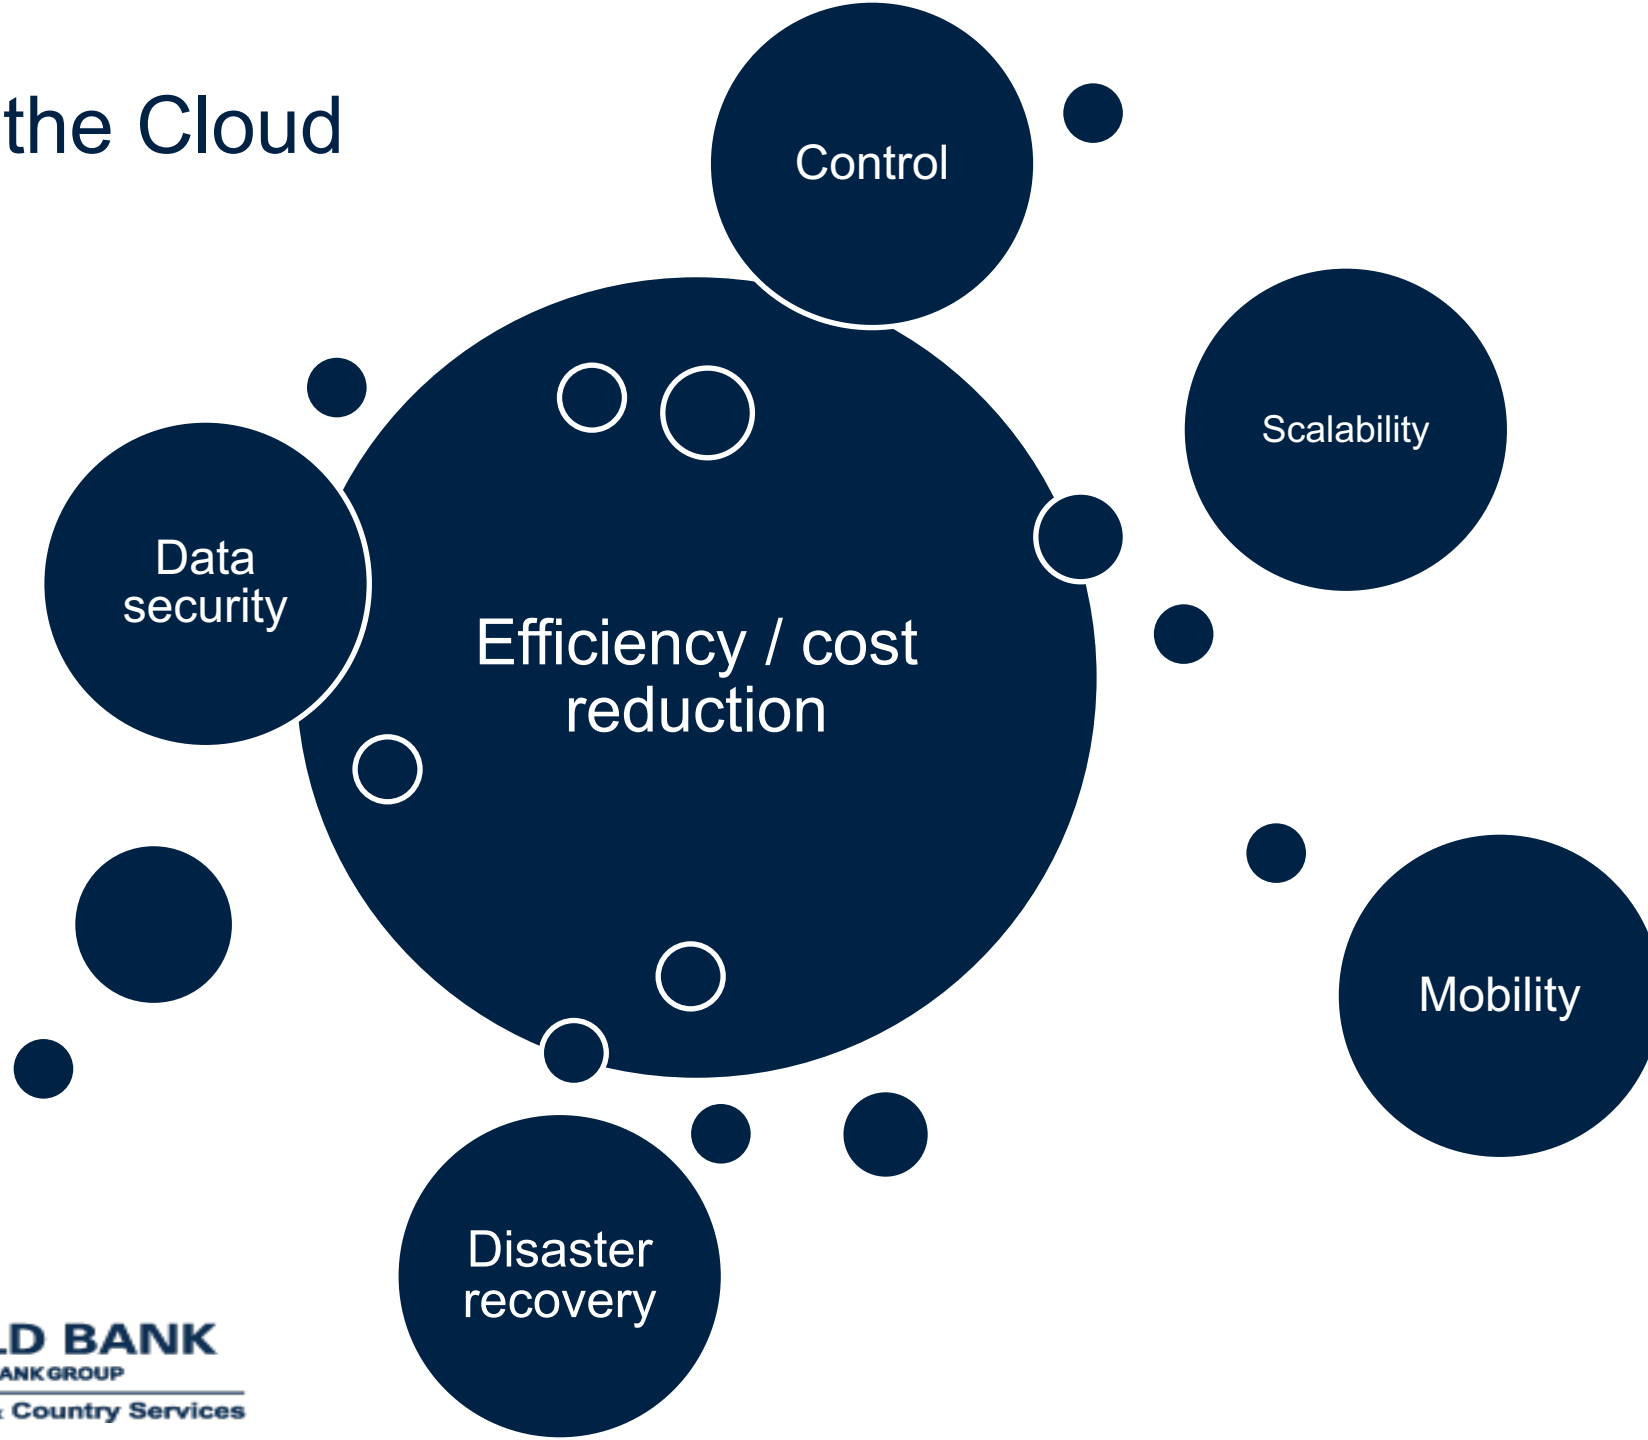 the Cloud
Control
Scalability
Data
security
Efficiency / cost
reduction
Mobility
Disaster
recovery
LD BANK
ANK GROUP
& Country Services